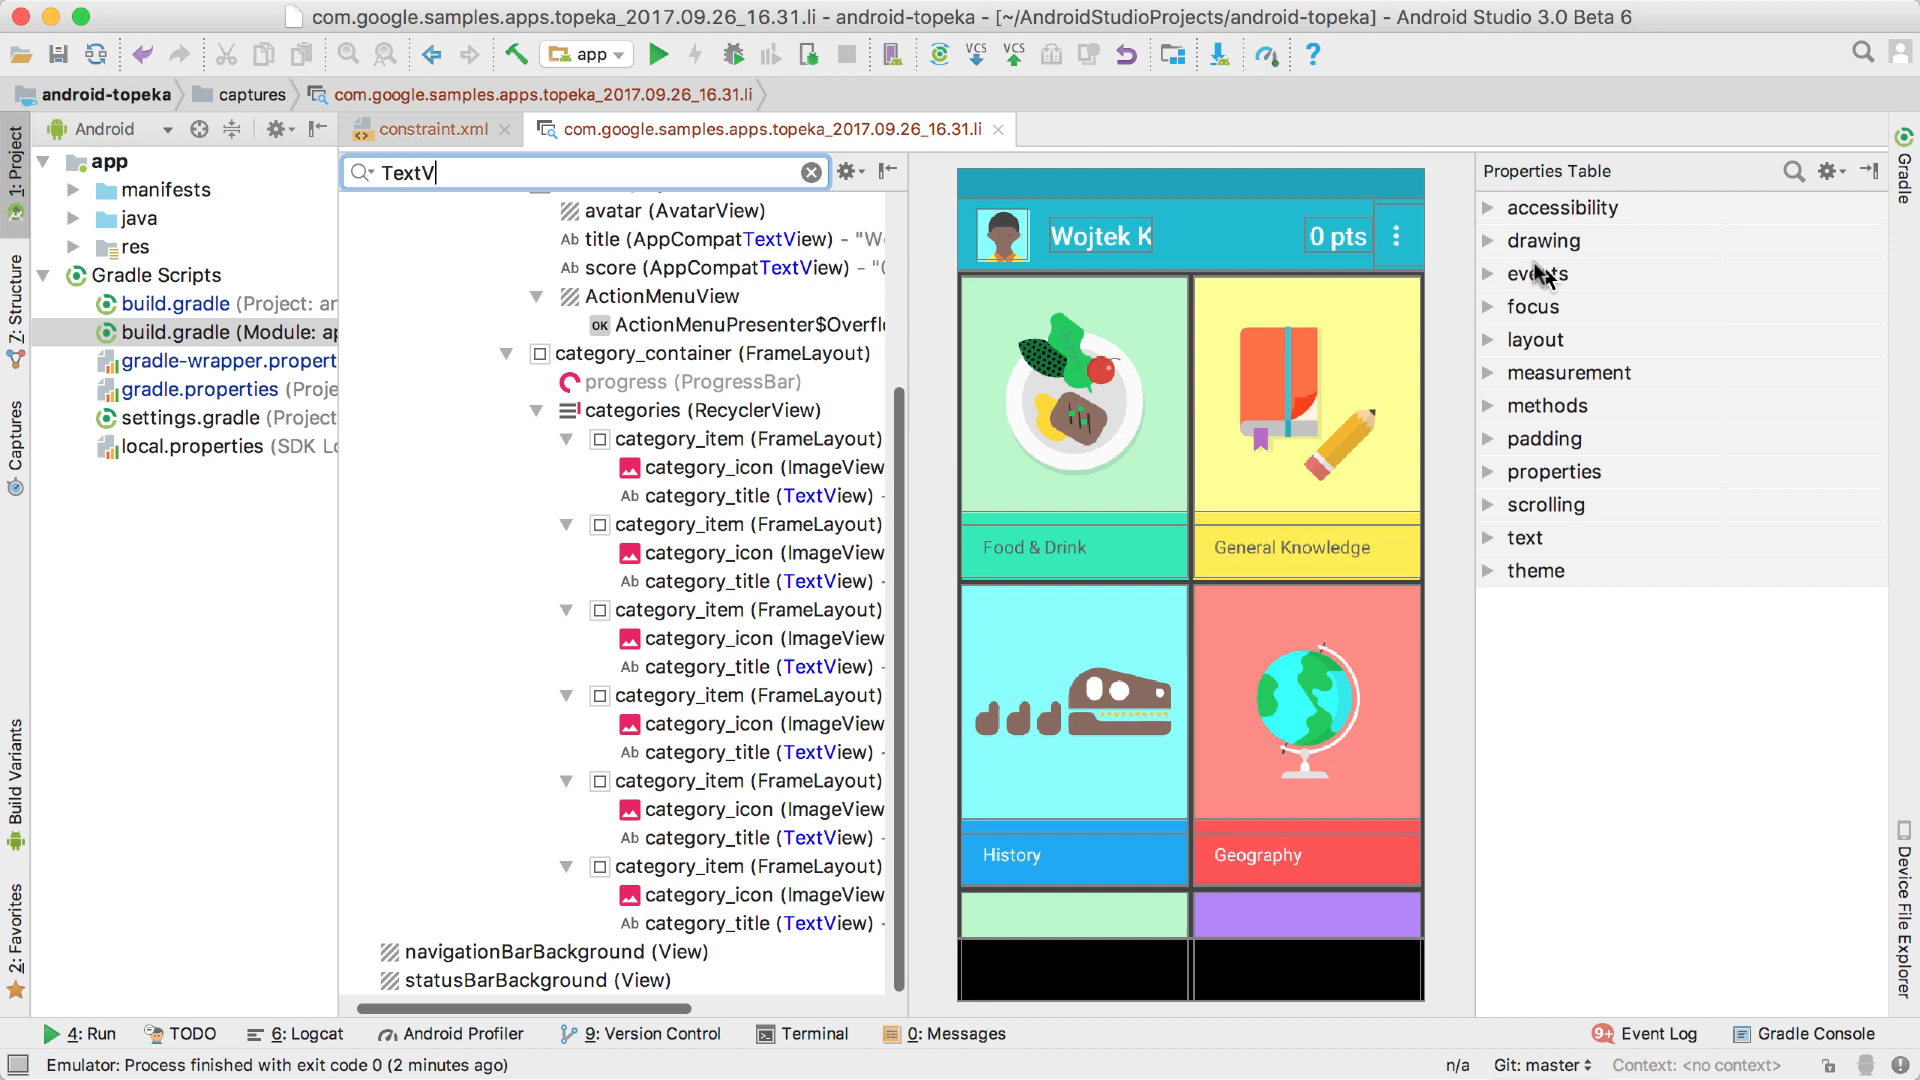 com.google.samples.apps.topeka_2017.09.26_16.31.li - android-topeka - [~/AndroidStudioProjects/android-topeka] - Android Studio 3.0 Beta 6
app
VCS
VCS
?
android-topeka
captures
com.google.samples.apps.topeka_2017.09.26_16.31.li
Android
constraint.xml
com.google.samples.apps.topeka_2017.09.26_16.31.li
1: Project
Z: Structure
Captures
Build Variants
2: Favorites
app
manifests
java
res
Gradle Scripts
build.gradle (Project: ar
build.gradle (Module: ap
gradle-wrapper.propert
gradle.properties (Proje
settings.gradle (Project
local.properties (SDK Lo
TextV
avatar (AvatarView)
Ab title (AppCompatTextView) - "W
Ab score (AppCompatTextView) - "(
ActionMenuView
OK ActionMenuPresenter$Overfl
category_container (FrameLayout)
progress (ProgressBar)
categories (RecyclerView)
category_item (FrameLayout)
category_icon (ImageView
Ab category_title (TextView) -
category_item (FrameLayout)
category_icon (ImageView
Ab category_title (TextView) -
category_item (FrameLayout)
category_icon (ImageView
Ab category_title (TextView) -
category_item (FrameLayout)
category_icon (ImageView
Ab category_title (TextView) -
category_item (FrameLayout)
category_icon (ImageView
Ab category_title (TextView) -
category_item (FrameLayout)
category_icon (ImageView
Ab category_title (TextView) -
navigationBarBackground (View)
statusBarBackground (View)
Wojtek K
0 pts
Food & Drink
General Knowledge
History
Geography
Properties Table
accessibility
drawing
events
focus
layout
measurement
methods
padding
properties
scrolling
text
theme
Gradle
Device File Explorer
4: Run
TODO
6: Logcat
Android Profiler
9: Version Control
Terminal
0: Messages
9+ Event Log
Gradle Console
Emulator: Process finished with exit code 0 (2 minutes ago)
n/a
Git: master
Context: <no context>